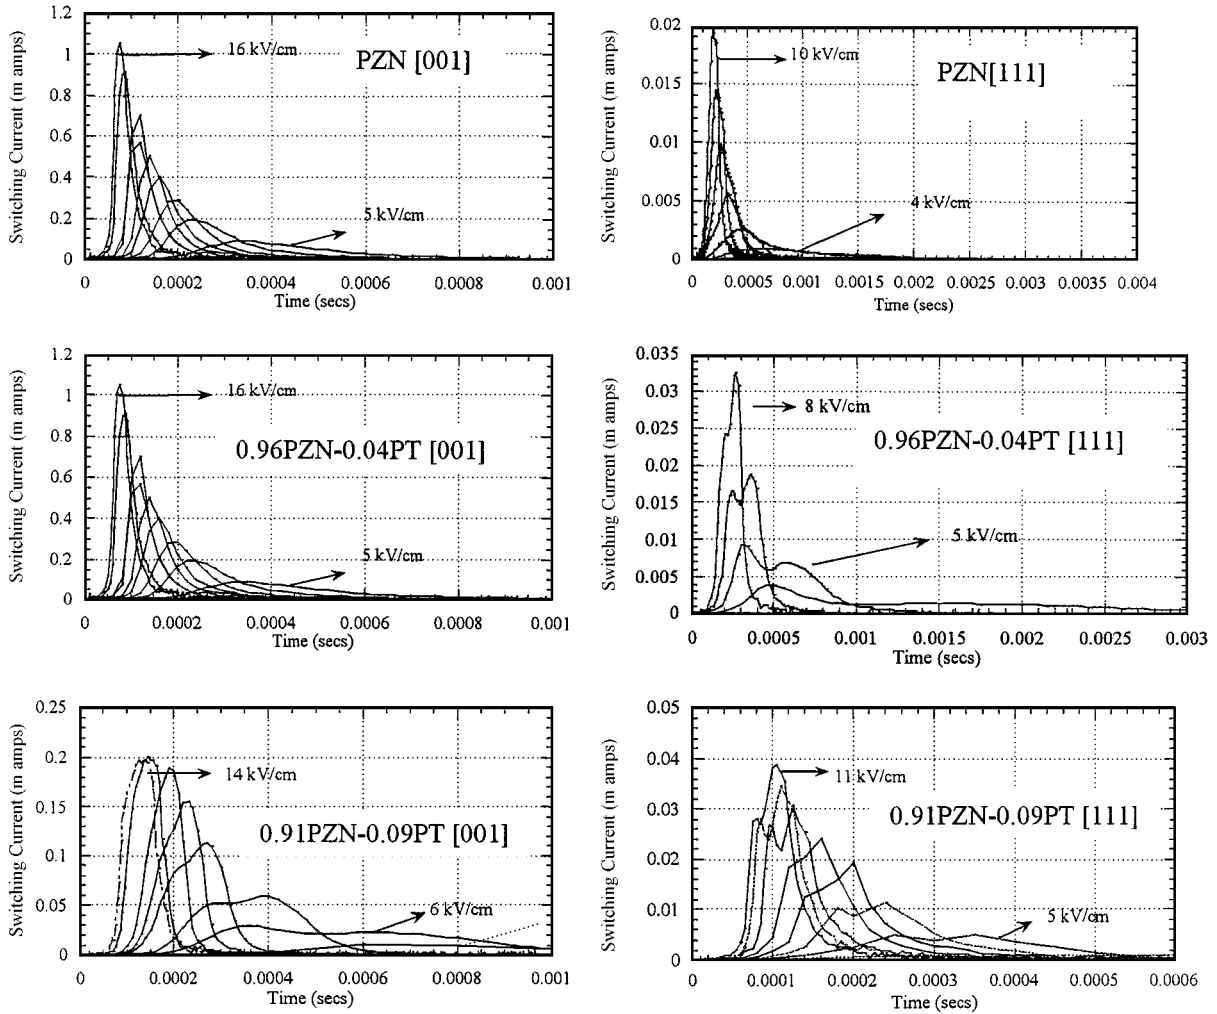 Switching Current (m amps)
1.2
1
0.8
0.6
0.4
0.2
0
16 kV/cm
PZN [001]
5 kV/cm
0 0.0002 0.0004 0.0006 0.0008 0.001
Time (secs)
Switching Current (m amps)
0.02
0.015
0.01
0.005
0
10 kV/cm
PZN[111]
4 kV/cm
0 0.0005 0.001 0.0015 0.002 0.0025 0.003 0.0035 0.004
Time (secs)
Switching Current (m amps)
1.2
1
0.8
0.6
0.4
0.2
0
16 kV/cm
0.96PZN-0.04PT [001]
5 kV/cm
0 0.0002 0.0004 0.0006 0.0008 0.001
Time (secs)
Switching Current (m amps)
0.035
0.03
0.025
0.02
0.015
0.01
0.005
0
8 kV/cm
0.96PZN-0.04PT [111]
5 kV/cm
0 0.0005 0.001 0.0015 0.002 0.0025 0.003
Time (secs)
Switching Current (m amps)
0.25
0.2
0.15
0.1
0.05
0
14 kV/cm
0.91PZN-0.09PT [001]
6 kV/cm
0 0.0002 0.0004 0.0006 0.0008 0.001
Time (secs)
Switching Current (m amps)
0.05
0.04
0.03
0.02
0.01
0
11 kV/cm
0.91PZN-0.09PT [111]
5 kV/cm
0 0.0001 0.0002 0.0003 0.0004 0.0005 0.0006
Time (secs)